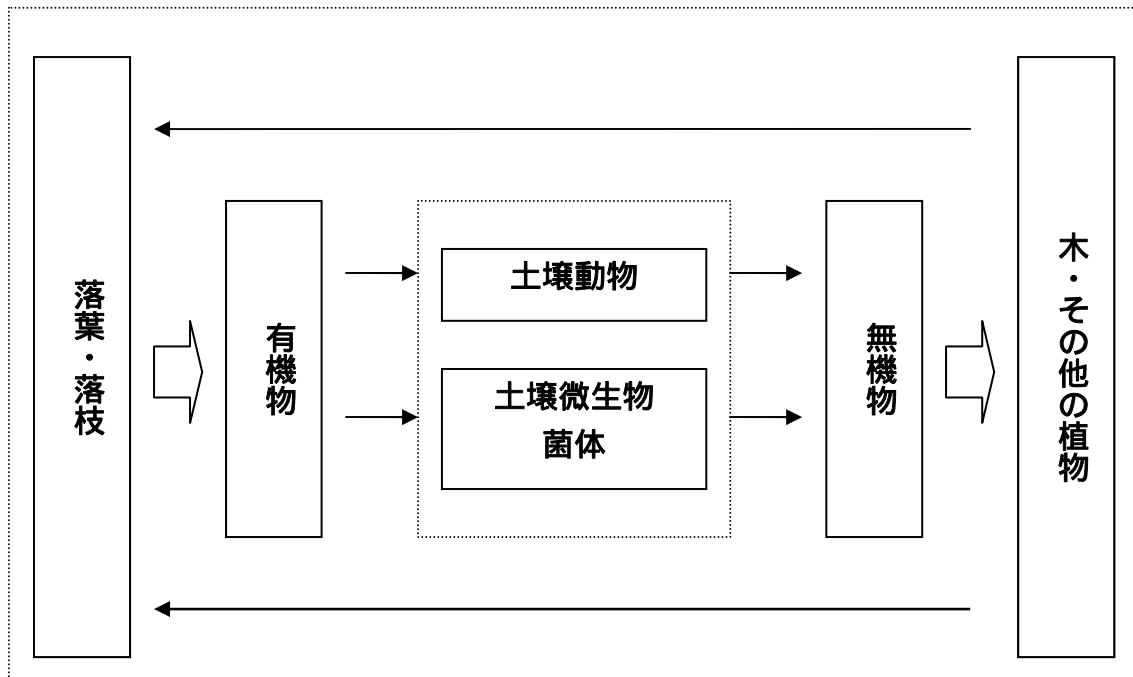 落葉・落枝
有機物
土壌動物
土壌微生物
菌体
無機物
木・その他の植物